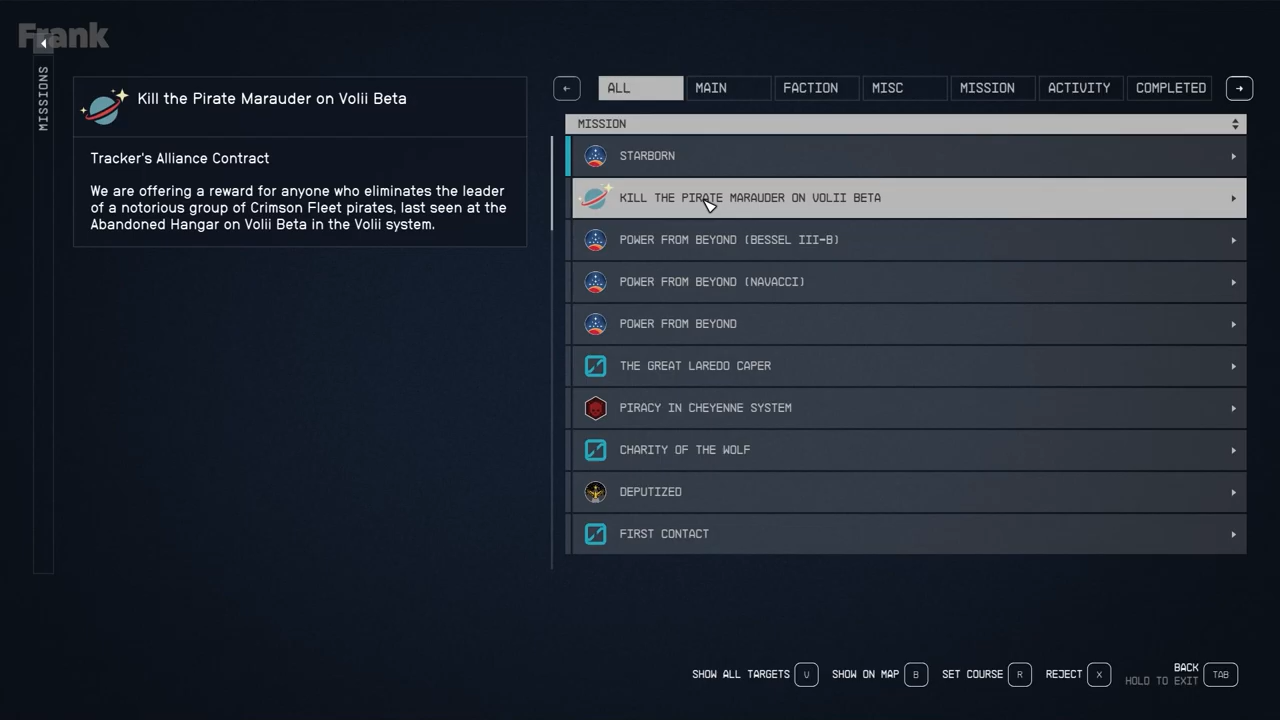 Frank
MISSIONS
Kill the Pirate Marauder on Volii Beta
Tracker's Alliance Contract
We are offering a reward for anyone who eliminates the leader
of a notorious group of Crimson Fleet pirates, last seen at the
Abandoned Hangar on Volii Beta in the Volii system.
ALL MAIN FACTION MISC MISSION ACTIVITY COMPLETED
MISSION
STARBORN
KILL THE PIRATE MARAUDER ON VOLII BETA
POWER FROM BEYOND (BESSEL III-B)
POWER FROM BEYOND (NAVACCI)
POWER FROM BEYOND
THE GREAT LAREDO CAPER
PIRACY IN CHEYENNE SYSTEM
CHARITY OF THE WOLF
DEPUTIZED
FIRST CONTACT
SHOW ALL TARGETS V SHOW ON MAP B SET COURSE R REJECT X BACK TAB
HOLD TO EXIT